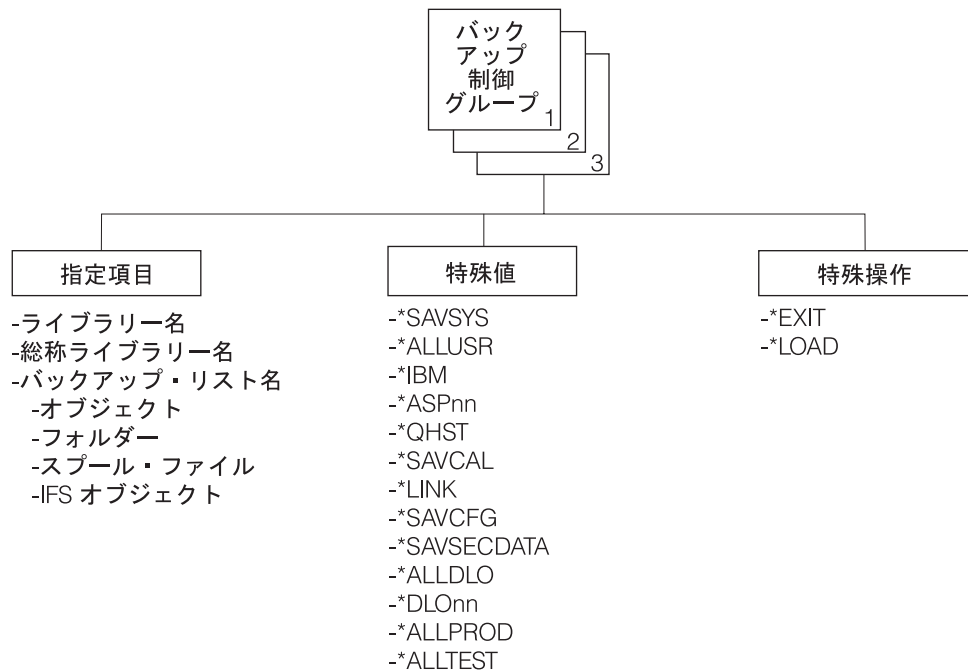 バック
アップ
制御
グループ
1
2
3
指定項目
-ライブラリー名
-総称ライブラリー名
-バックアップ・リスト名
-オブジェクト
-フォルダー
-スプール・ファイル
-IFS オブジェクト
特殊値
-*SAVSYS
-*ALLUSR
-*IBM
-*ASPnn
-*QHST
-*SAVCAL
-*LINK
-*SAVCFG
-*SAVSECDATA
-*ALLDLO
-*DLOnn
-*ALLPROD
-*ALLTEST
特殊操作
-*EXIT
-*LOAD